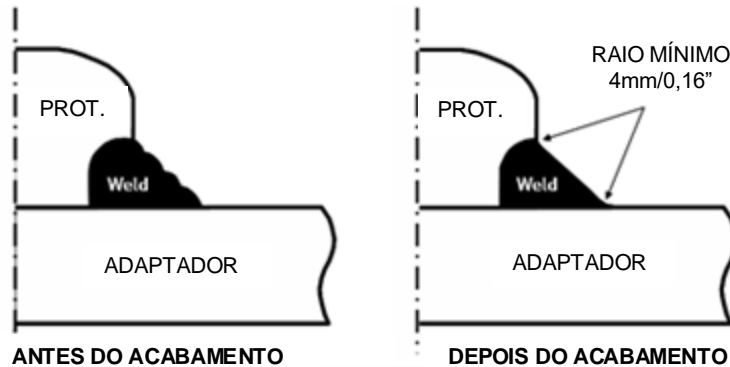 PROT.
Weld
ADAPTADOR
ANTES DO ACABAMENTO
RAIO MÍNIMO
4mm/0,16”
PROT.
Weld
ADAPTADOR
DEPOIS DO ACABAMENTO